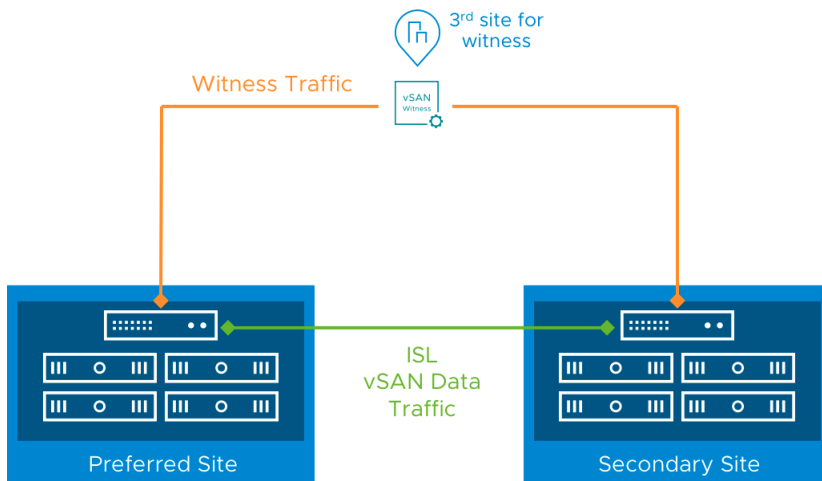 3rd site for
witness
Witness Traffic
vSAN
Witness
ISL
vSAN Data
Traffic
Preferred Site
Secondary Site